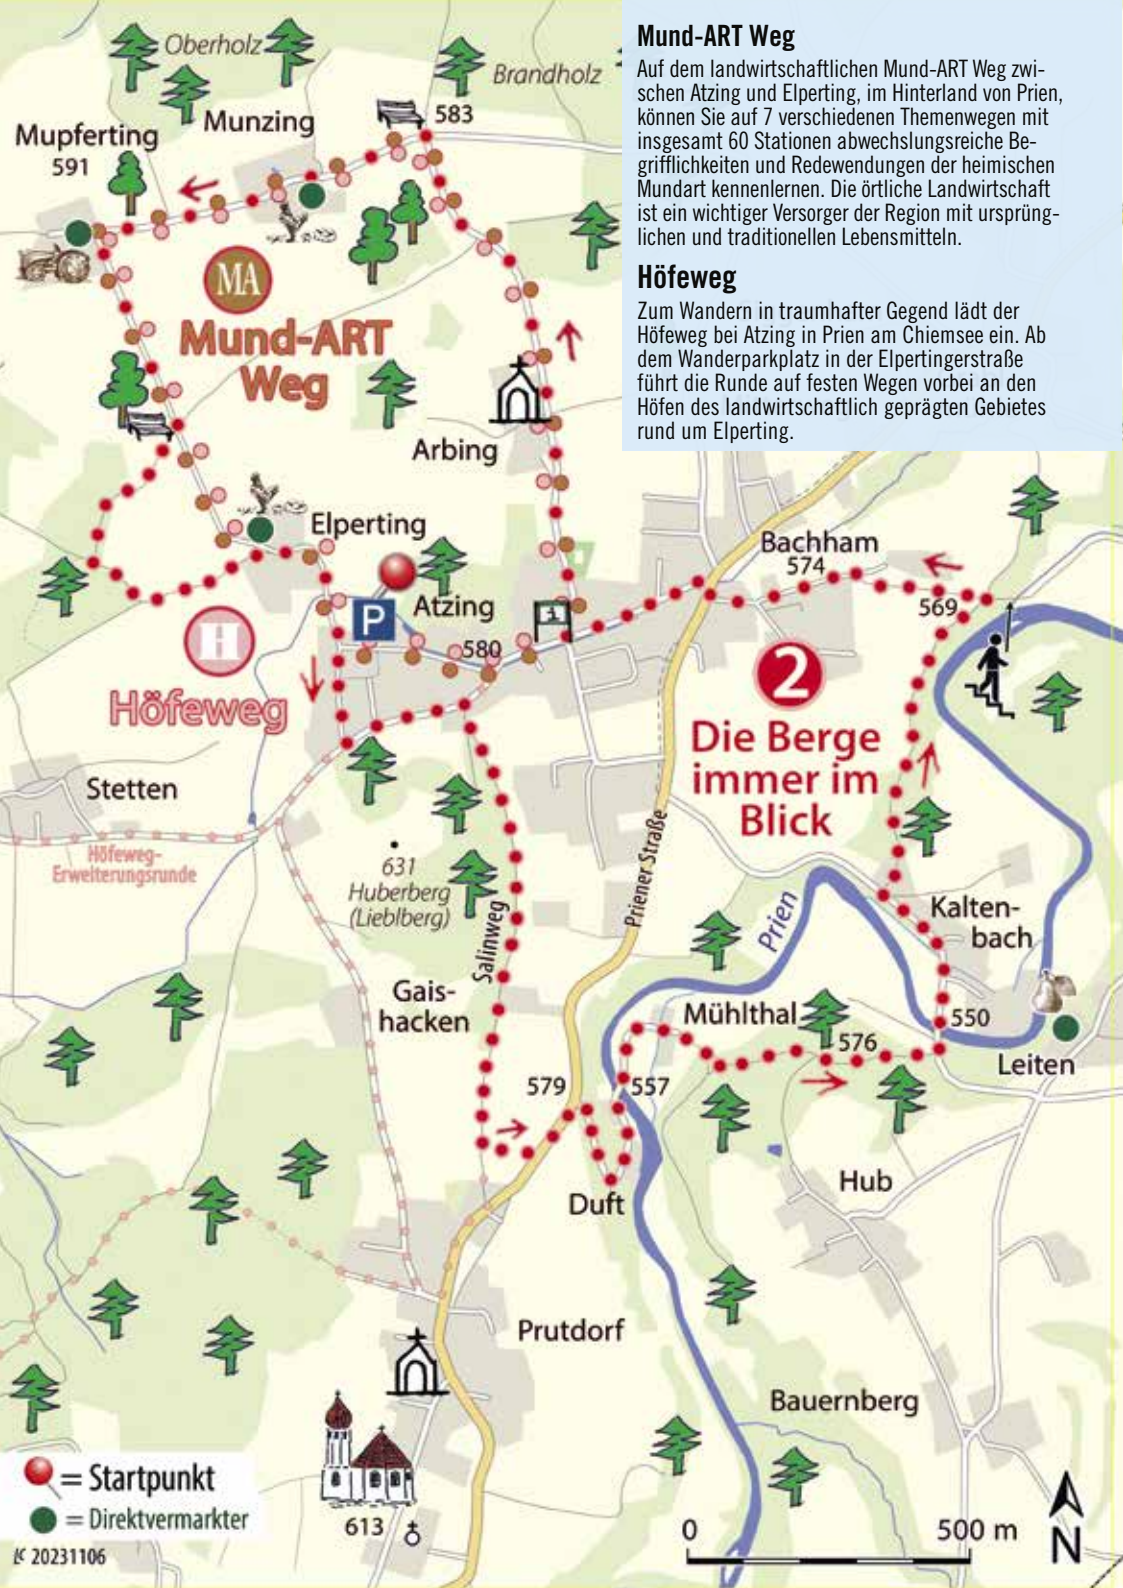 Mund-ART Weg
Auf dem landwirtschaftlichen Mund-ART Weg zwi-
schen Atzing und Elperting, im Hinterland von Prien,
können Sie auf 7 verschiedenen Themenwegen mit
insgesamt 60 Stationen abwechslungsreiche Be-
grifflichkeiten und Redewendungen der heimischen
Mundart kennenlernen. Die örtliche Landwirtschaft
ist ein wichtiger Versorger der Region mit ursprüng-
lichen und traditionellen Lebensmitteln.
Höfeweg
Zum Wandern in traumhafter Gegend lädt der
Höfeweg bei Atzing in Prien am Chiemsee ein. Ab
dem Wanderparkplatz in der Elpertingerstraße
führt die Runde auf festen Wegen vorbei an den
Höfen des landwirtschaftlich geprägten Gebietes
rund um Elperting.
Oberholz
Brandholz
Munzing
583
Mupferting
591
MA
Mund-ART
Weg
Arbing
Elperting
Bachham
574
Atzing
P
i
569
H
580
2
Höfeweg
Die Berge
immer im
Blick
Stetten
Höfeweg-
Erweiterungsrunde
631
Huberberg
(Lieblberg)
Salinweg
Priener Straße
Prien
Kalten-
bach
Gais-
hacken
Mühlthal
550
576
Leiten
579
557
Duft
Hub
Prutdorf
Bauernberg
= Startpunkt
= Direktvermarkter
613
0
500 m
N
LC 20231106